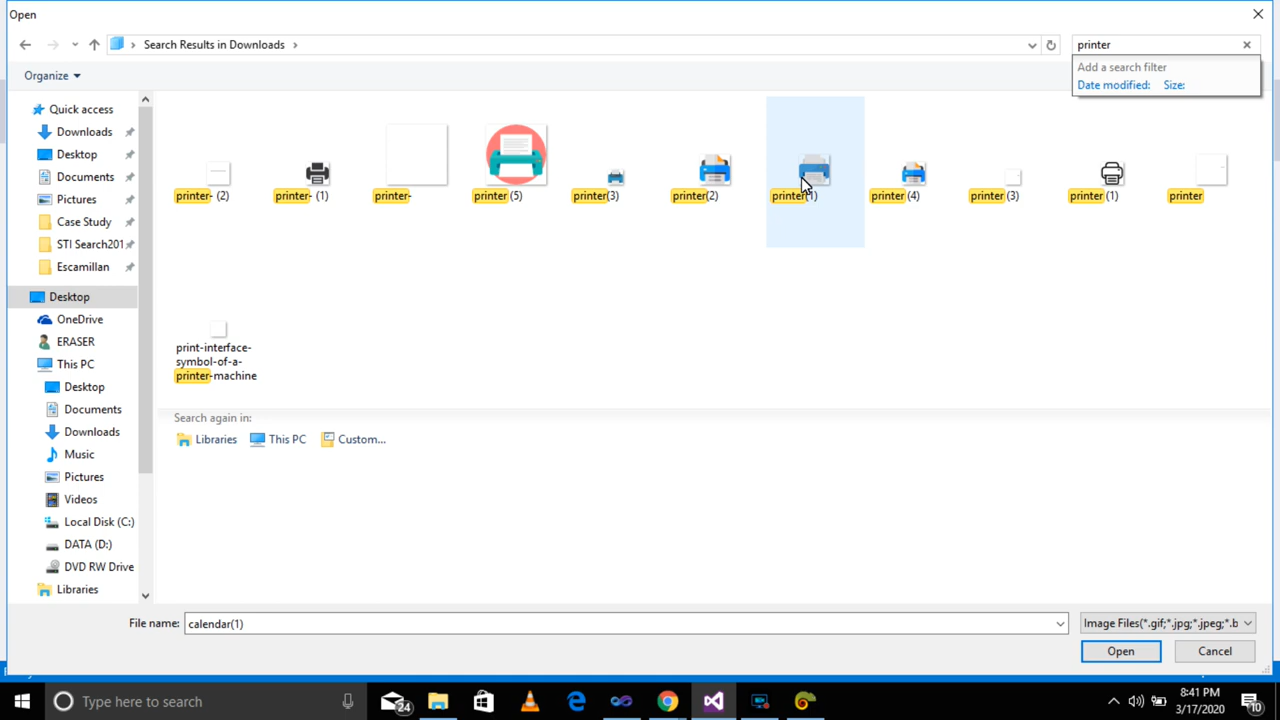 Open
Search Results in Downloads
printer
Organize
Add a search filter
Date modified: Size:
Quick access
Downloads
Desktop
Documents
Pictures
Case Study
STI Search201
Escamillan
Desktop
OneDrive
ERASER
This PC
Desktop
Documents
Downloads
Music
Pictures
Videos
Local Disk (C:)
DATA (D:)
DVD RW Drive
Libraries
printer- (2)
printer- (1)
printer-
printer (5)
printer(3)
printer(2)
printer(1)
printer (4)
printer (3)
printer (1)
printer
print-interface-
symbol-of-a-
printer-machine
Search again in:
Libraries This PC Custom...
File name: calendar(1)
Image Files(*.gif;*.jpg;*.jpeg;*.b
Open Cancel
Type here to search
24
8:41 PM
3/17/2020
10